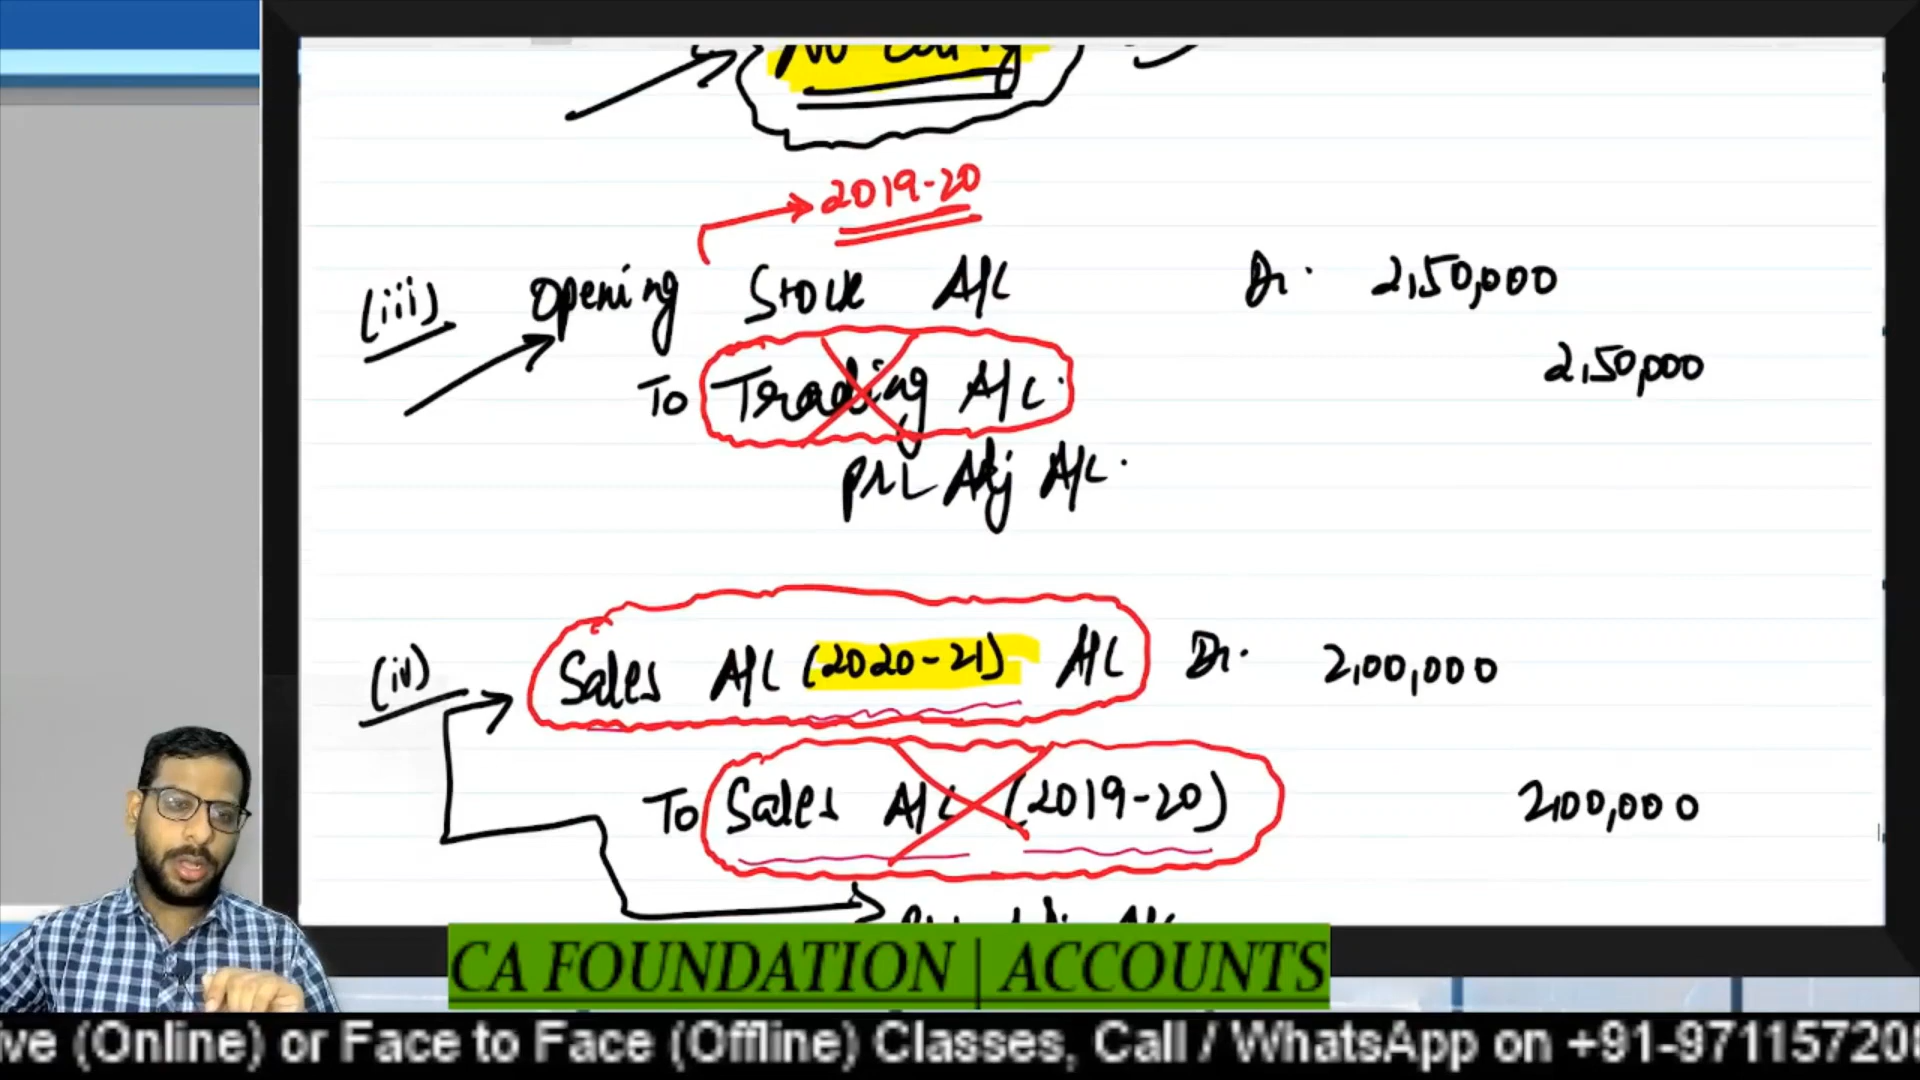 No
2019-20
(iii) Opening Stock A/C Dr. 2,50,000
To Trading A/C. 2,50,000
P&L Adj A/C.
(iv) Sales A/C (2020-21) A/C Dr. 2,00,000
To Sales A/C (2019-20) 2,00,000
CA FOUNDATION | ACCOUNTS
ive (Online) or Face to Face (Offline) Classes, Call / WhatsApp on +91-971157208